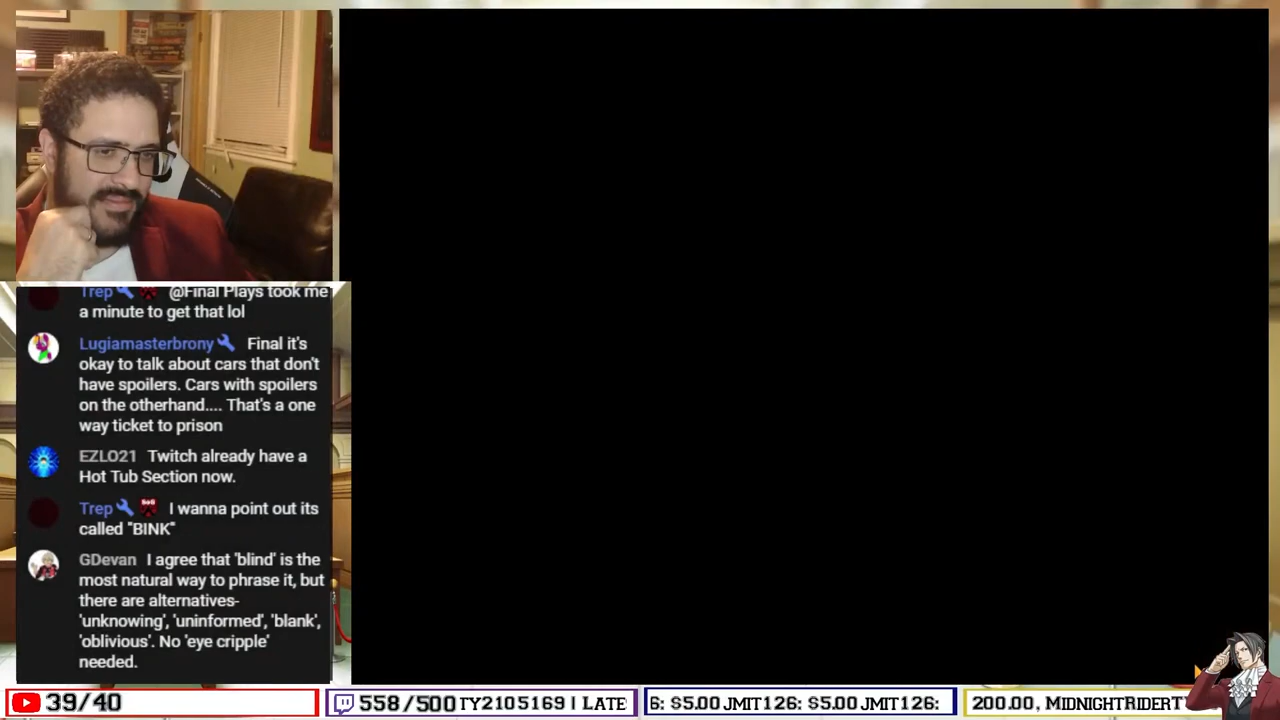 Trep @Final Plays took me
a minute to get that lol
Lugiamasterbrony Final it's
okay to talk about cars that don't
have spoilers. Cars with spoilers
on the otherhand.... That's a one
way ticket to prison
EZLO21 Twitch already have a
Hot Tub Section now.
Trep I wanna point out its
called "BINK"
GDevan I agree that 'blind' is the
most natural way to phrase it, but
there are alternatives-
'unknowing', 'uninformed', 'blank',
'oblivious'. No 'eye cripple'
needed.
39/40
558/500 TY2105169 | LATE
6: $5.00 JMIT126: $5.00 JMIT126:
200.00, MIDNIGHTRIDERT